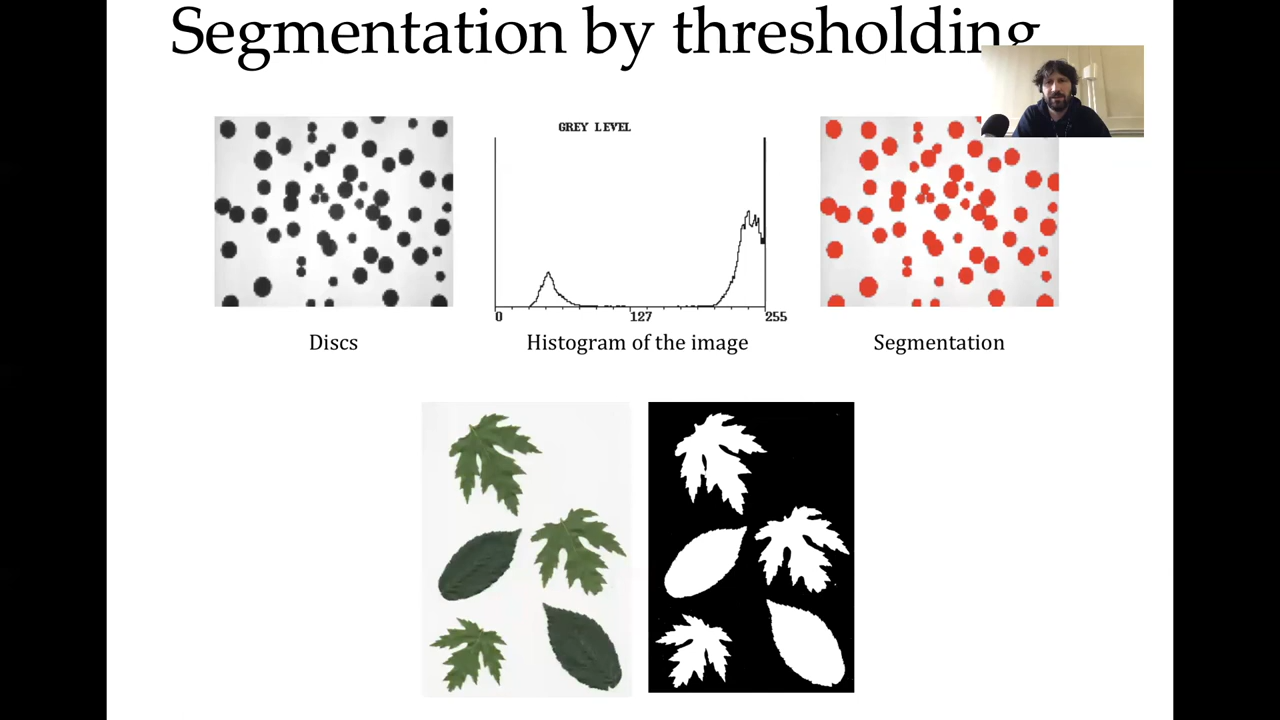 Segmentation by thresholding
GREY LEVEL
0 127 255
Discs
Histogram of the image
Segmentation